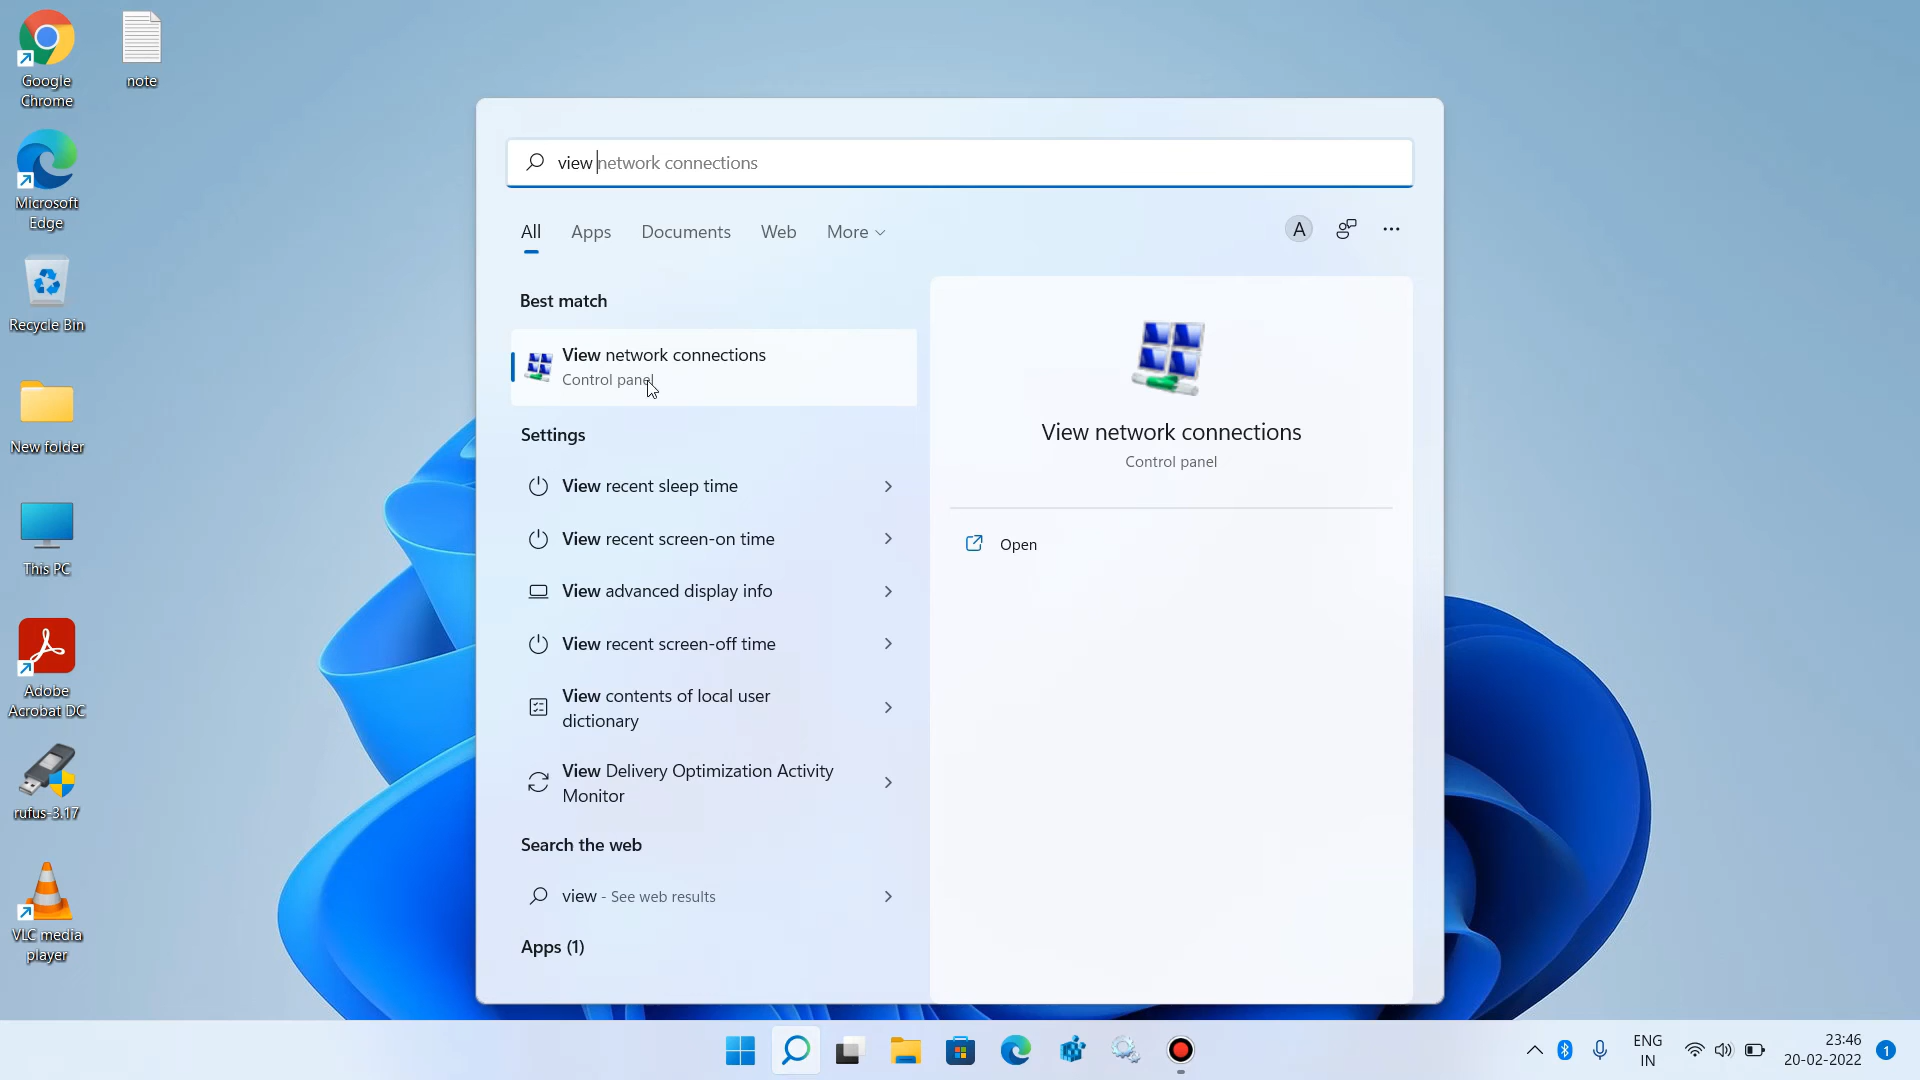 Google
Chrome
note
Microsoft
Edge
Recycle Bin
New folder
This PC
Adobe
Acrobat DC
rufus-3.17
VLC media
player
view network connections
All Apps Documents Web More
A
Best match
View network connections
Control panel
Settings
View recent sleep time
View recent screen-on time
View advanced display info
View recent screen-off time
View contents of local user
dictionary
View Delivery Optimization Activity
Monitor
Search the web
view - See web results
Apps (1)
View network connections
Control panel
Open
ENG
IN
23:46
20-02-2022
1